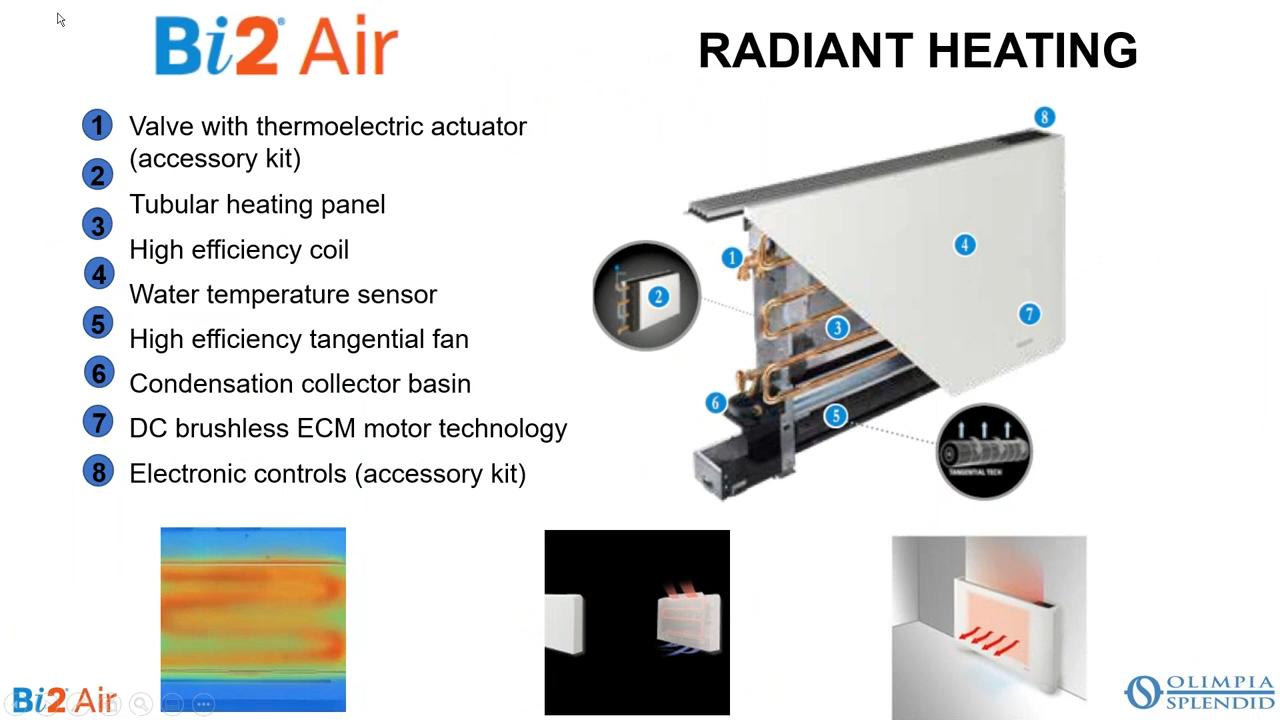 Bi2 Air
RADIANT HEATING
1 Valve with thermoelectric actuator
(accessory kit)
2 Tubular heating panel
3 High efficiency coil
4 Water temperature sensor
5 High efficiency tangential fan
6 Condensation collector basin
7 DC brushless ECM motor technology
8 Electronic controls (accessory kit)
8
1
4
2
3
7
6
5
TANGENTIAL TECH
Bi2 Air
OLIMPIA
SPLENDID